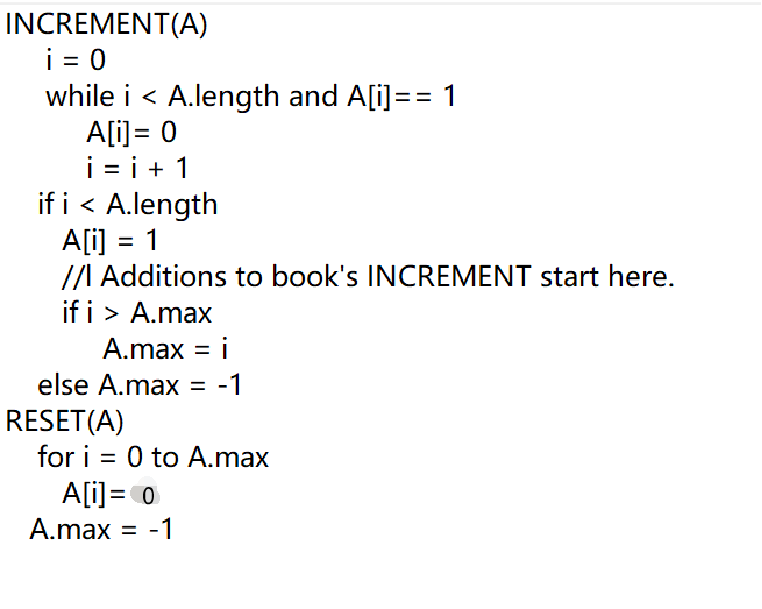 INCREMENT(A)
i = 0
while i < A.length and A[i]== 1
A[i]= 0
i = i + 1
if i < A.length
A[i] = 1
//l Additions to book's INCREMENT start here.
if i > A.max
A.max = i
else A.max = -1
RESET(A)
for i = 0 to A.max
A[i]= 0
A.max = -1